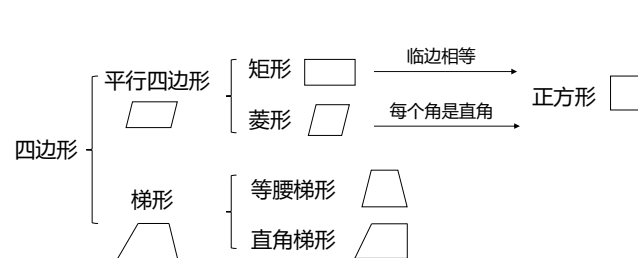 临边相等
矩形
平行四边形
正方形
每个角是直角
菱形
四边形
等腰梯形
梯形
直角梯形